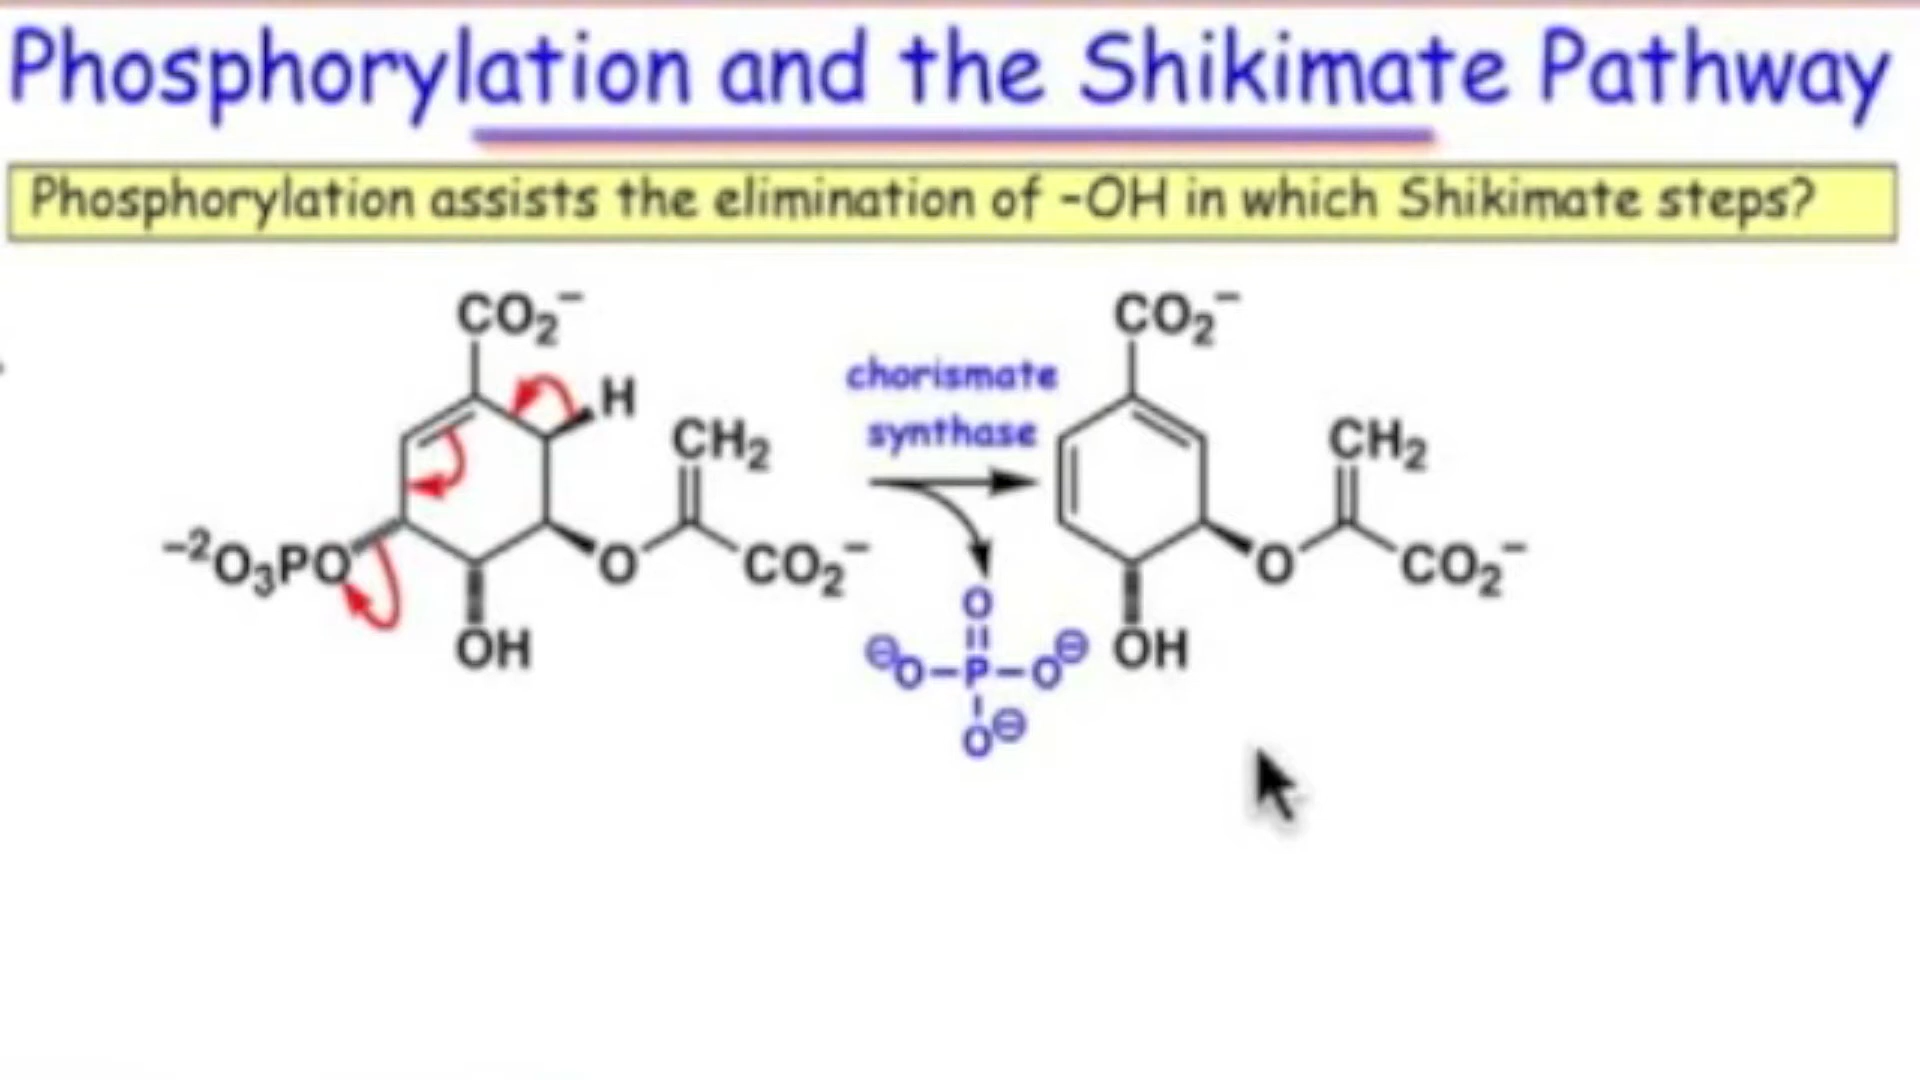 Phosphorylation and the Shikimate Pathway
Phosphorylation assists the elimination of -OH in which Shikimate steps?
CO₂⁻
H
CH₂
⁻²O₃PO
O
CO₂⁻
OH
chorismate
synthase
O
⊖O-P-O⊖
O⊖
CO₂⁻
CH₂
O
CO₂⁻
OH